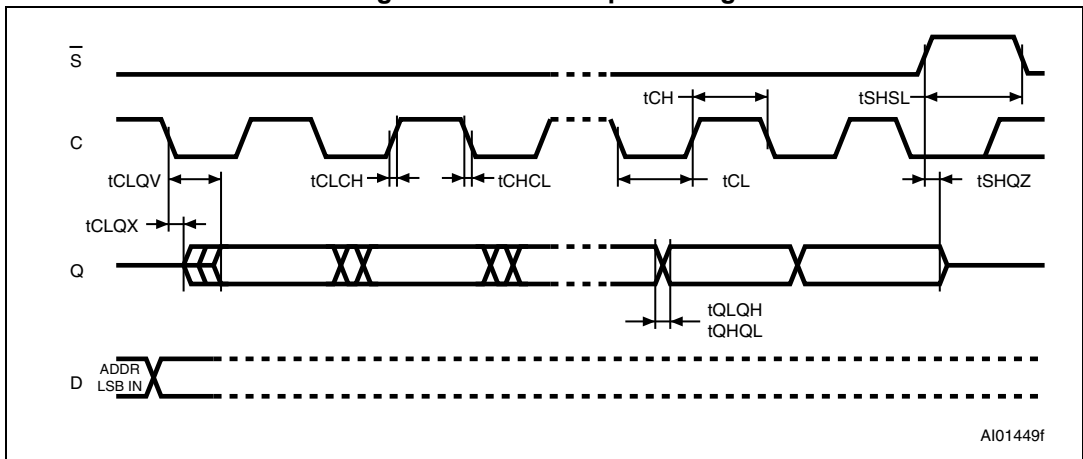 S
tCH
tSHSL
C
tCLQV
tCLCH
tCHCL
tCL
tSHQZ
tCLQX
Q
tQLQH
tQHQL
D
ADDR
LSB IN
AI01449f